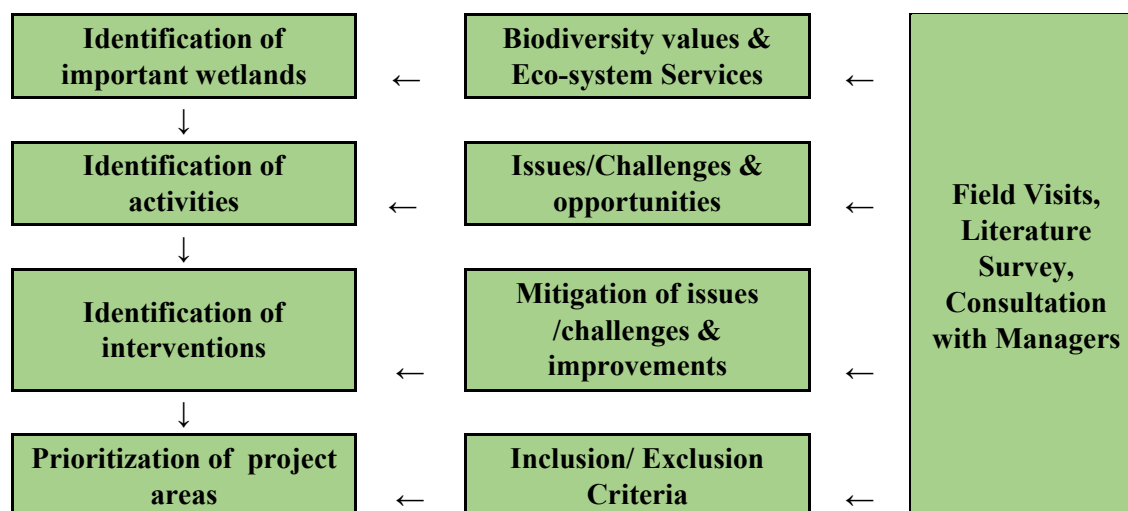 Identification of
important wetlands
←
Biodiversity values &
Eco-system Services
←
↓
Identification of
activities
←
Issues/Challenges &
opportunities
←
↓
Identification of
interventions
←
Mitigation of issues
/challenges &
improvements
←
↓
Prioritization of  project
areas
←
Inclusion/ Exclusion
Criteria
←
Field Visits,
Literature
Survey,
Consultation
with Managers